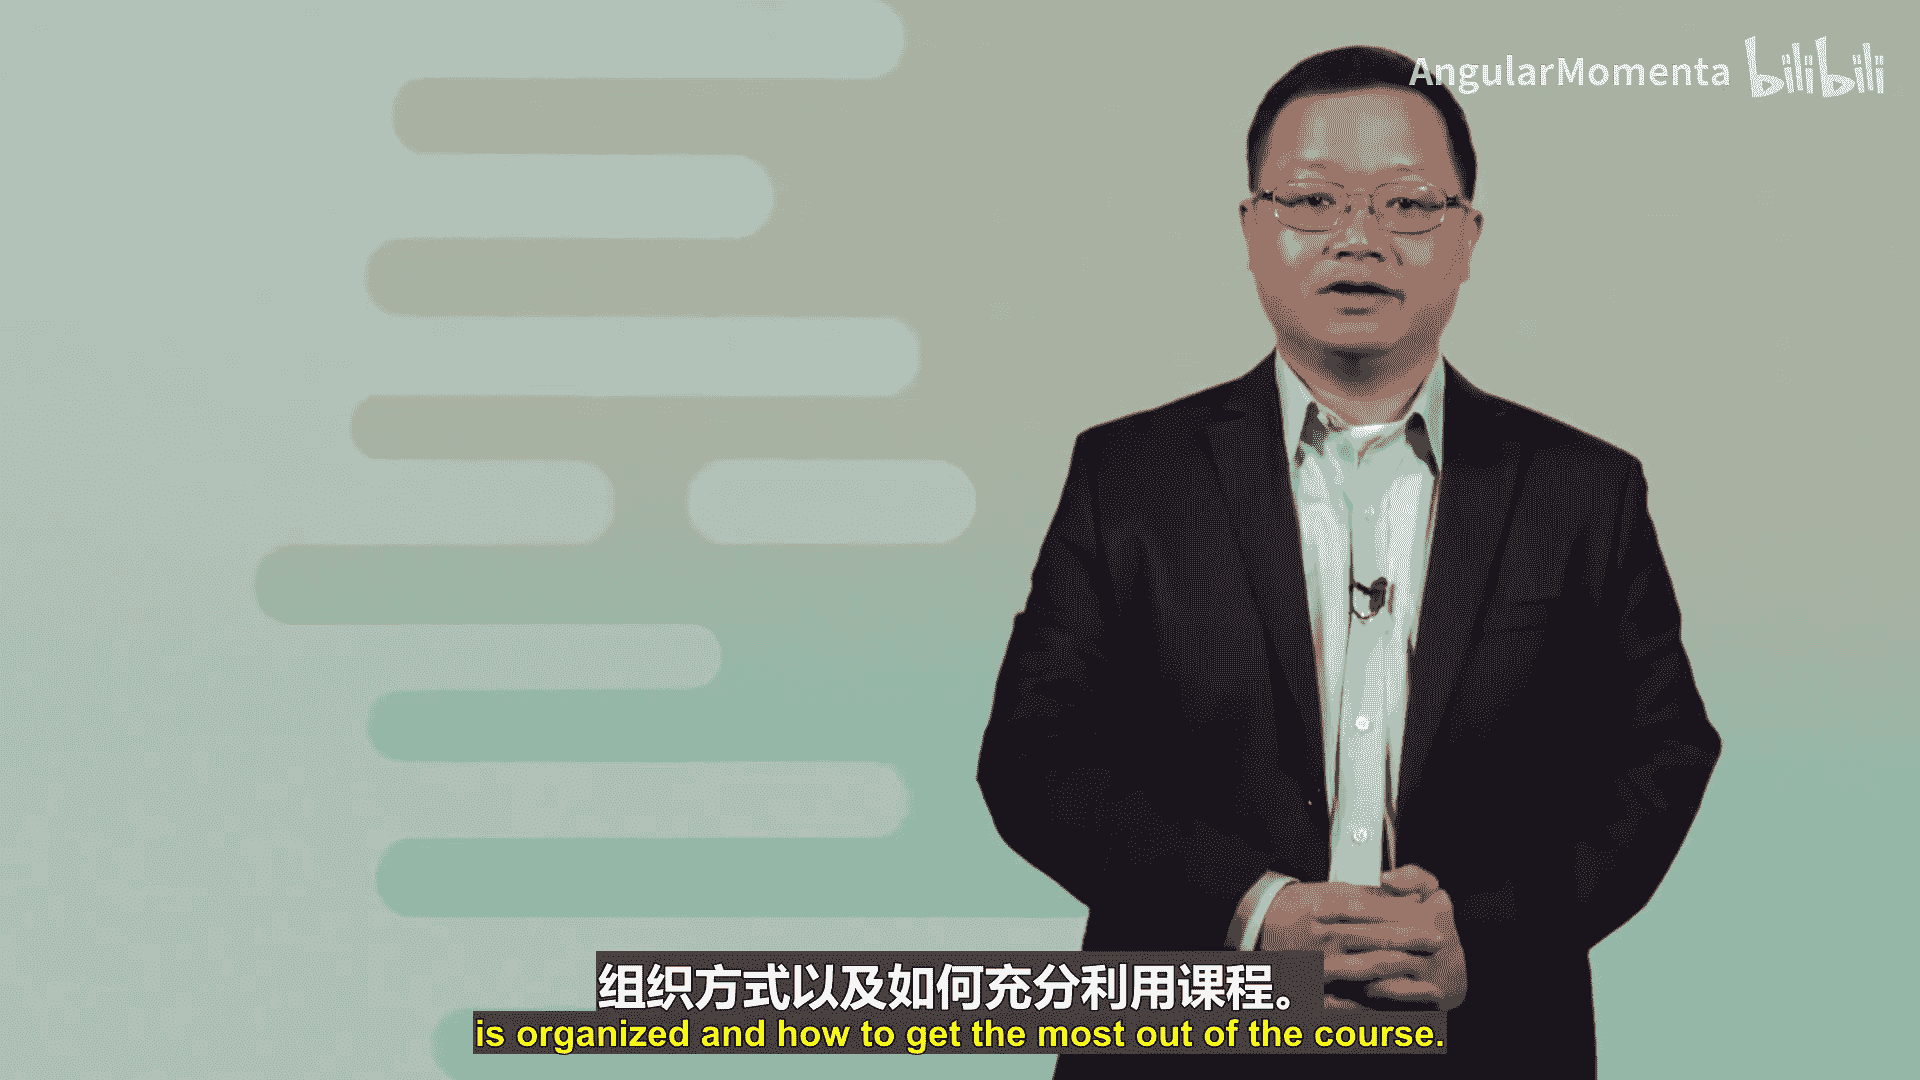 AngularMomenta bilibili
组织方式以及如何充分利用课程。
is organized and how to get the most out of the course.